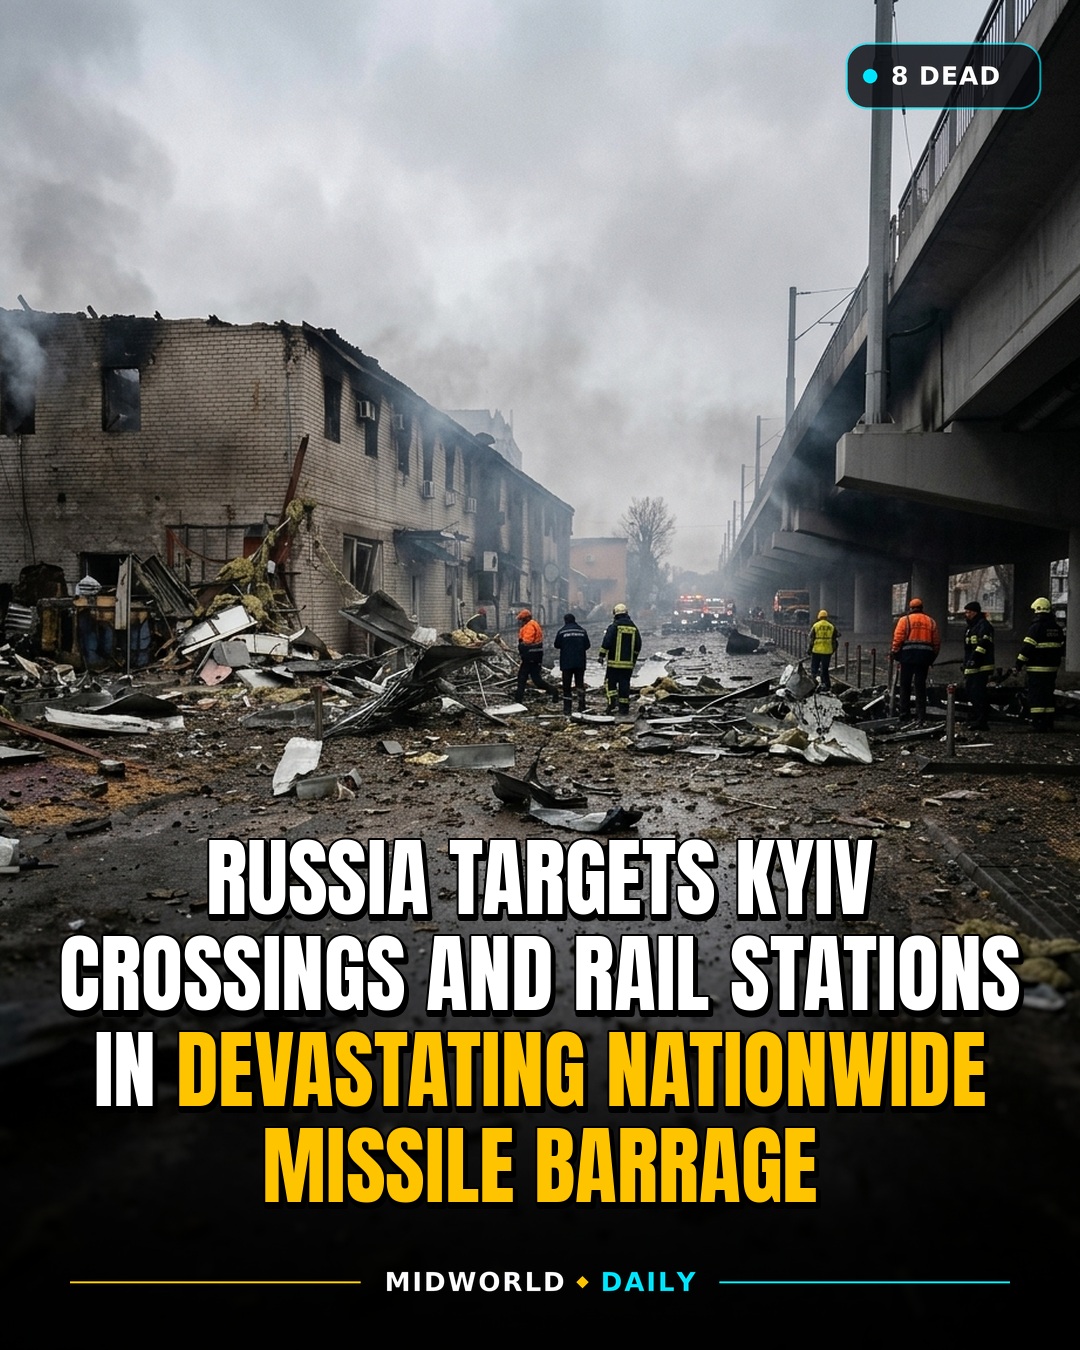 8 DEAD
RUSSIA TARGETS KYIV
CROSSINGS AND RAIL STATIONS
IN DEVASTATING NATIONWIDE
MISSILE BARRAGE
MIDWORLD DAILY